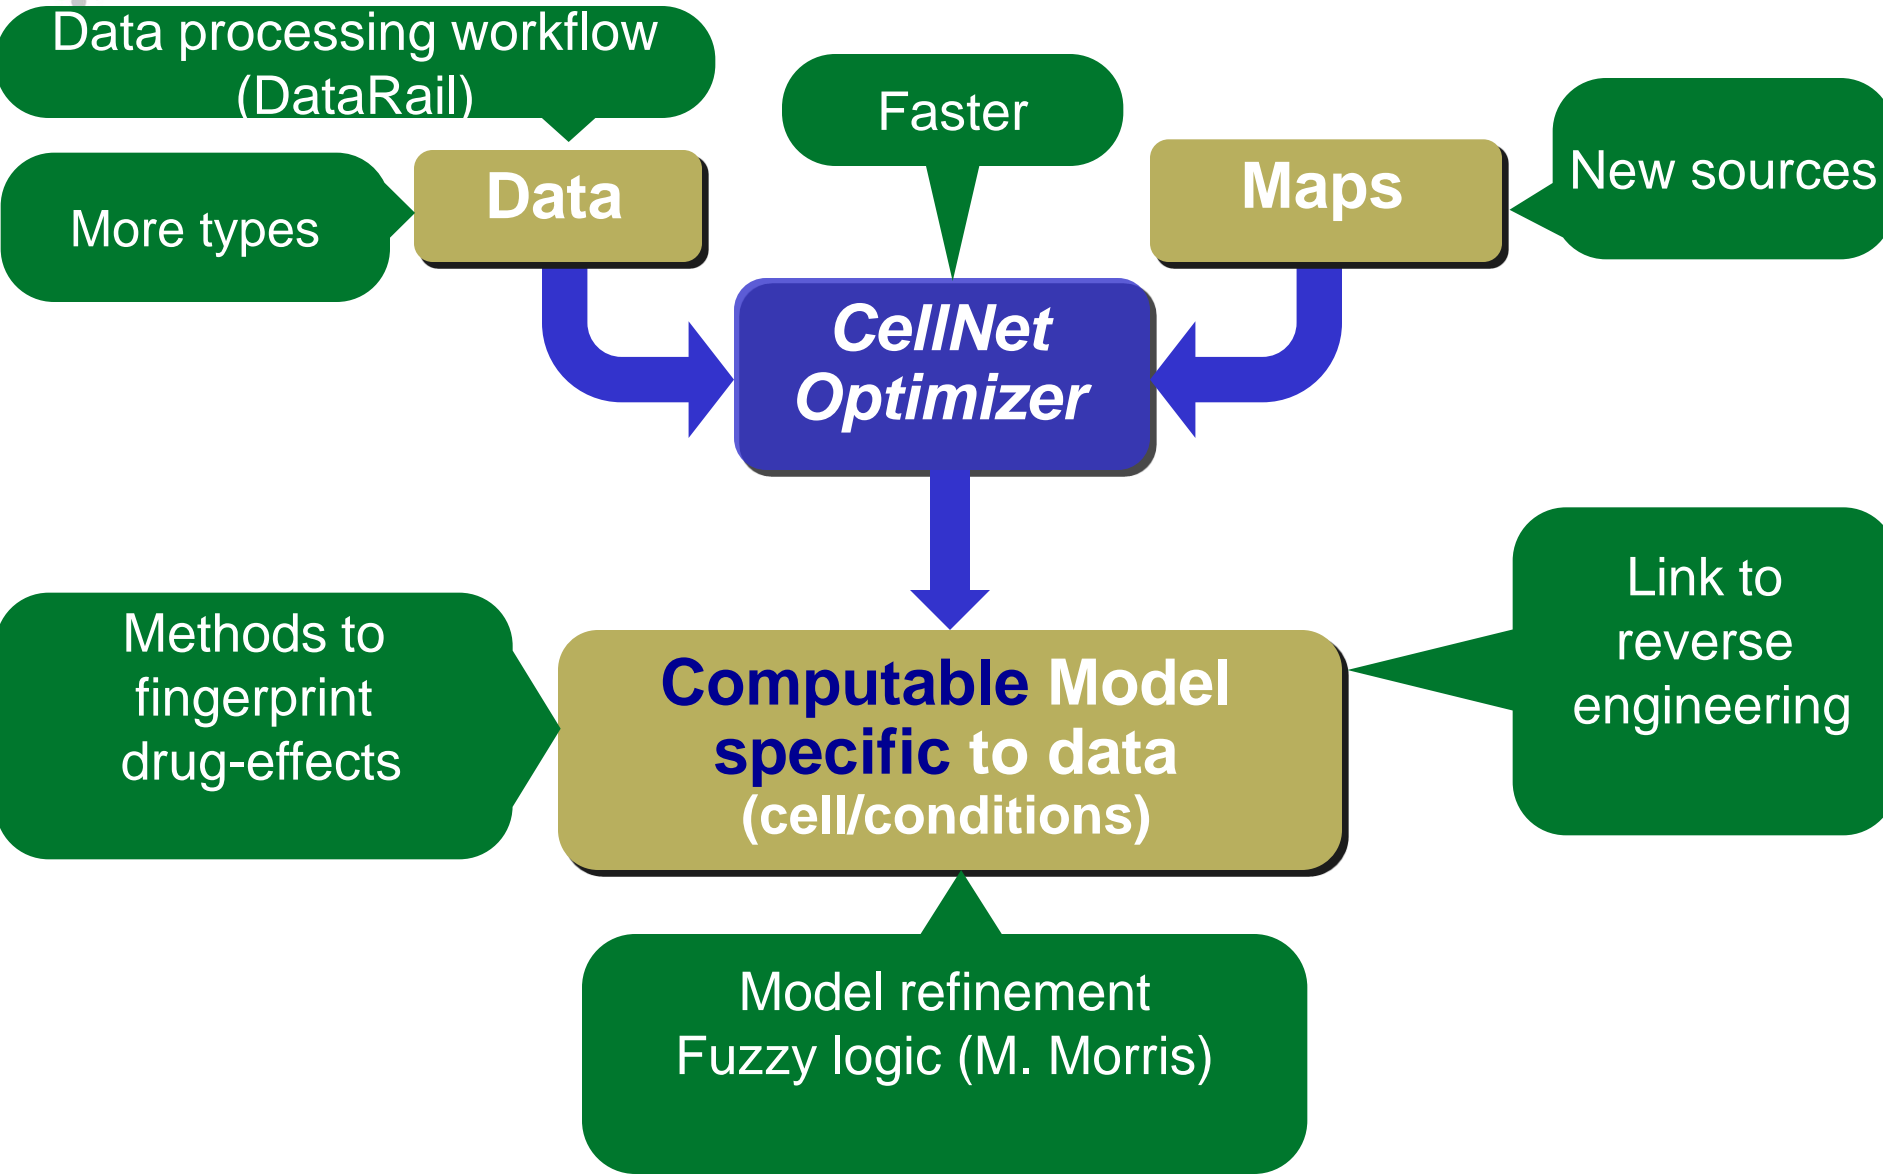 Data processing workflow
(DataRail)
Faster
New sources
More types
Data
Maps
CellNet
Optimizer
Methods to
fingerprint
drug-effects
Link to
reverse
engineering
Computable Model
specific to data
(cell/conditions)
Model refinement
Fuzzy logic (M. Morris)